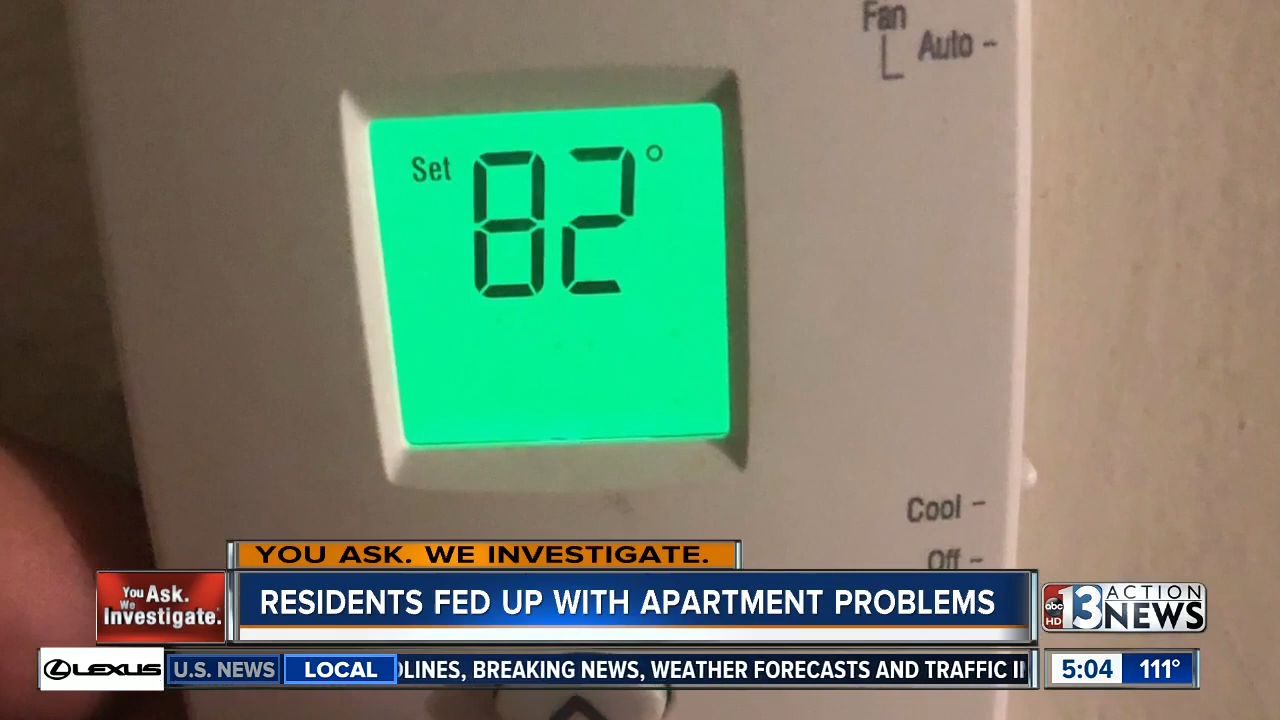 Fan
Auto -
Set 82°
Cool -
Off -
YOU ASK. WE INVESTIGATE.
You Ask.
We
Investigate.
RESIDENTS FED UP WITH APARTMENT PROBLEMS
abc
HD
13 ACTION
NEWS
LEXUS
U.S. NEWS
LOCAL
DLINES, BREAKING NEWS, WEATHER FORECASTS AND TRAFFIC
5:04
111°